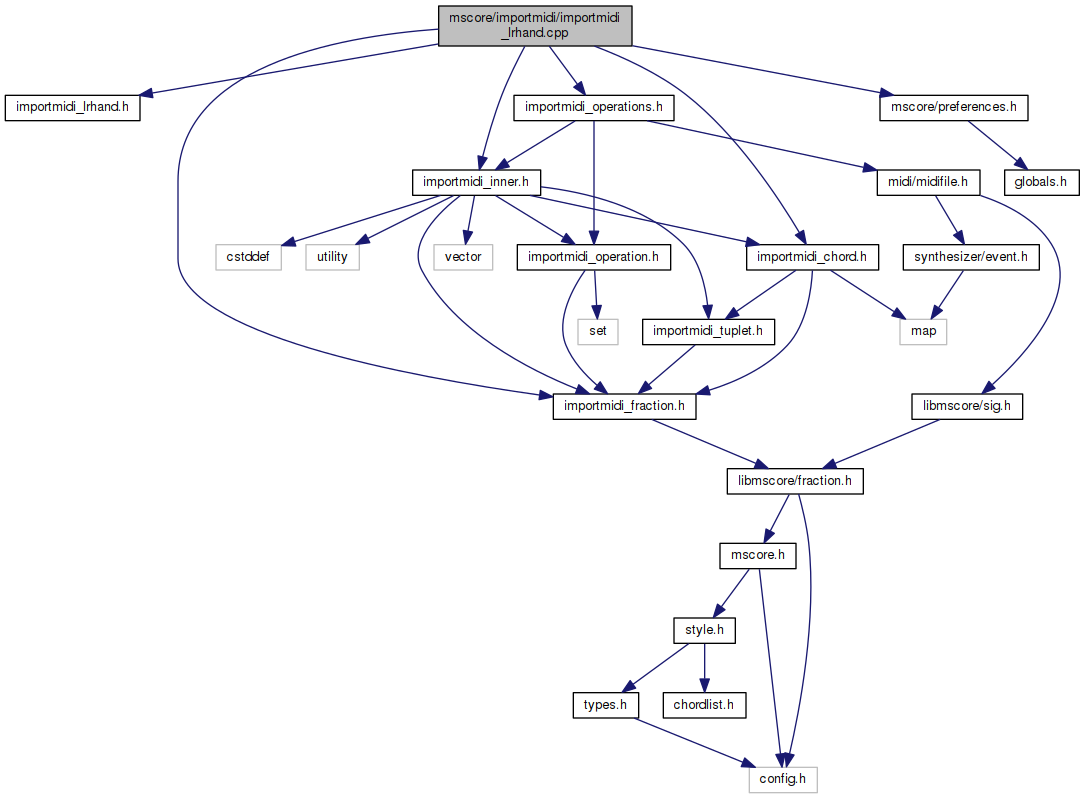 mscore/importmidi/importmidi
_lrhand.cpp
importmidi_lrhand.h
importmidi_operations.h
mscore/preferences.h
importmidi_inner.h
midi/midifile.h
globals.h
cstddef
utility
vector
importmidi_operation.h
importmidi_chord.h
synthesizer/event.h
set
importmidi_tuplet.h
map
importmidi_fraction.h
libmscore/sig.h
libmscore/fraction.h
mscore.h
style.h
types.h
chordlist.h
config.h